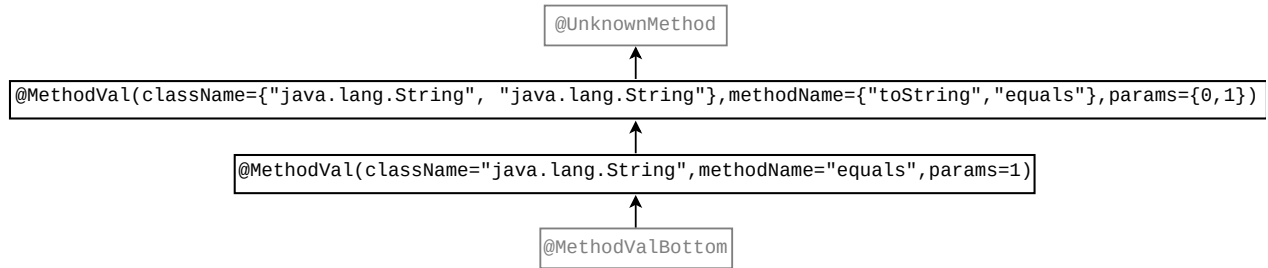 @UnknownMethod
@MethodVal(className={"java.lang.String", "java.lang.String"},methodName={"toString","equals"},params={0,1})
@MethodVal(className="java.lang.String",methodName="equals",params=1)
@MethodValBottom